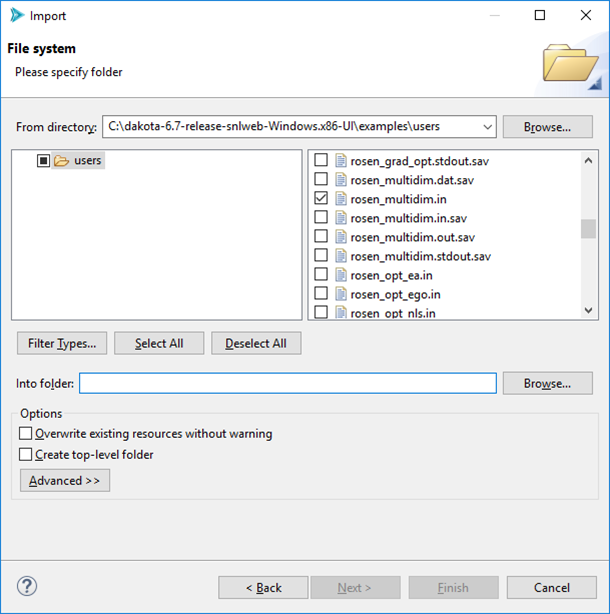 Import
File system
Please specify folder
From directory: C:\dakota-6.7-release-snlweb-Windows.x86-UI\examples\users Browse...
users
rosen_grad_opt.stdout.sav
rosen_multidim.dat.sav
rosen_multidim.in
rosen_multidim.in.sav
rosen_multidim.out.sav
rosen_multidim.stdout.sav
rosen_opt_ea.in
rosen_opt_ego.in
rosen_opt_nls.in
Filter Types... Select All Deselect All
Into folder: Browse...
Options
Overwrite existing resources without warning
Create top-level folder
Advanced >>
? < Back Next > Finish Cancel